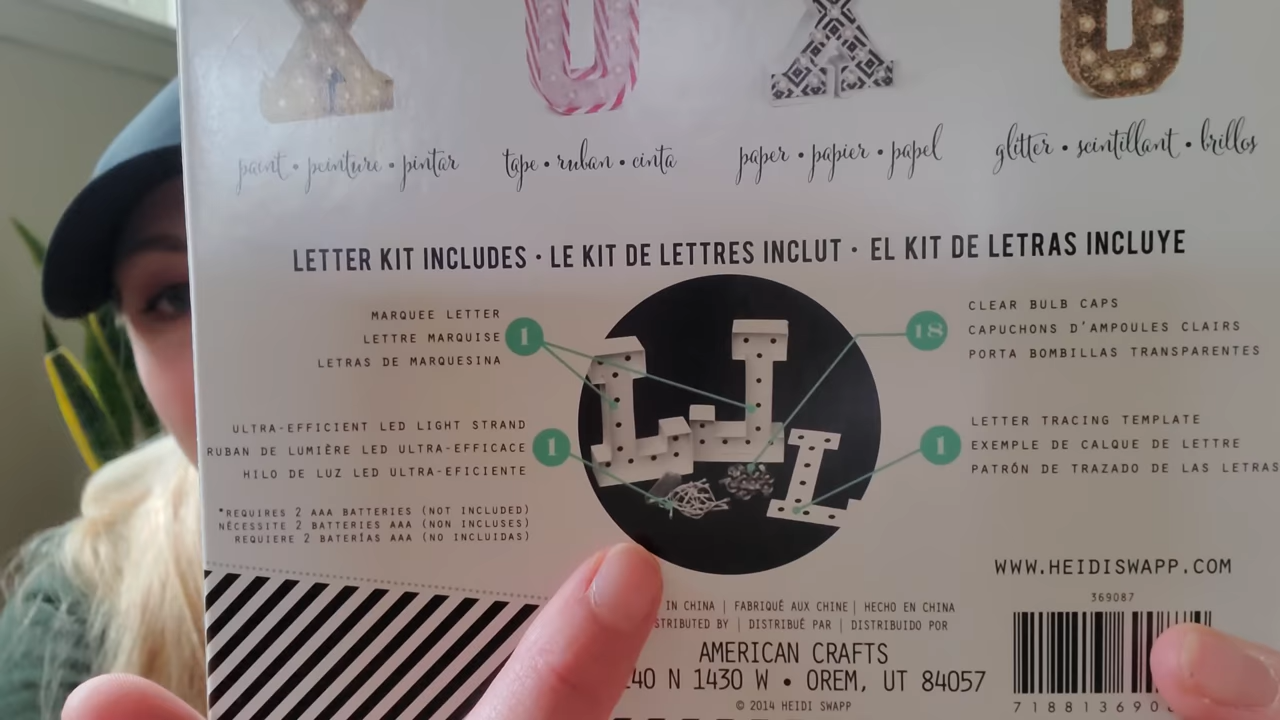 paint • peinture • pintar
tape • ruban • cinta
paper • papier • papel
glitter • scintillant • brillos
LETTER KIT INCLUDES • LE KIT DE LETTRES INCLUT • EL KIT DE LETRAS INCLUYE
MARQUEE LETTER
LETTRE MARQUISE
LETRAS DE MARQUESINA
1
ULTRA-EFFICIENT LED LIGHT STRAND
RUBAN DE LUMIÈRE LED ULTRA-EFFICACE
HILO DE LUZ LED ULTRA-EFICIENTE
1
*REQUIRES 2 AAA BATTERIES (NOT INCLUDED)
NÉCESSITE 2 BATTERIES AAA (NON INCLUSES)
REQUIERE 2 BATERÍAS AAA (NO INCLUIDAS)
18
CLEAR BULB CAPS
CAPUCHONS D'AMPOULES CLAIRS
PORTA BOMBILLAS TRANSPARENTES
1
LETTER TRACING TEMPLATE
EXEMPLE DE CALQUE DE LETTRE
PATRÓN DE TRAZADO DE LAS LETRAS
WWW.HEIDISWAPP.COM
369087
IN CHINA | FABRIQUÉ AUX CHINE | HECHO EN CHINA
STRIBUTED BY | DISTRIBUÉ PAR | DISTRIBUIDO POR
AMERICAN CRAFTS
40 N 1430 W • OREM, UT 84057
© 2014 HEIDI SWAPP
7 18813 690